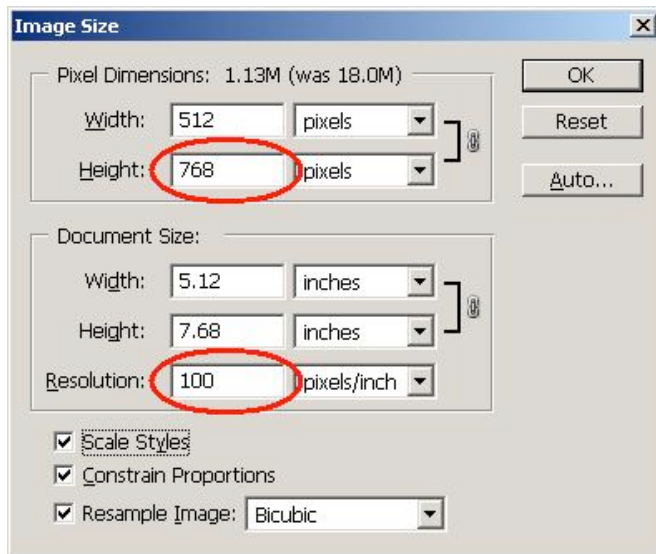 Image Size
Pixel Dimensions: 1.13M (was 18.0M)
OK
Width: 512 pixels
Reset
Height: 768 pixels
Auto...
Document Size:
Width: 5.12 inches
Height: 7.68 inches
Resolution: 100 pixels/inch
Scale Styles
Constrain Proportions
Resample Image: Bicubic